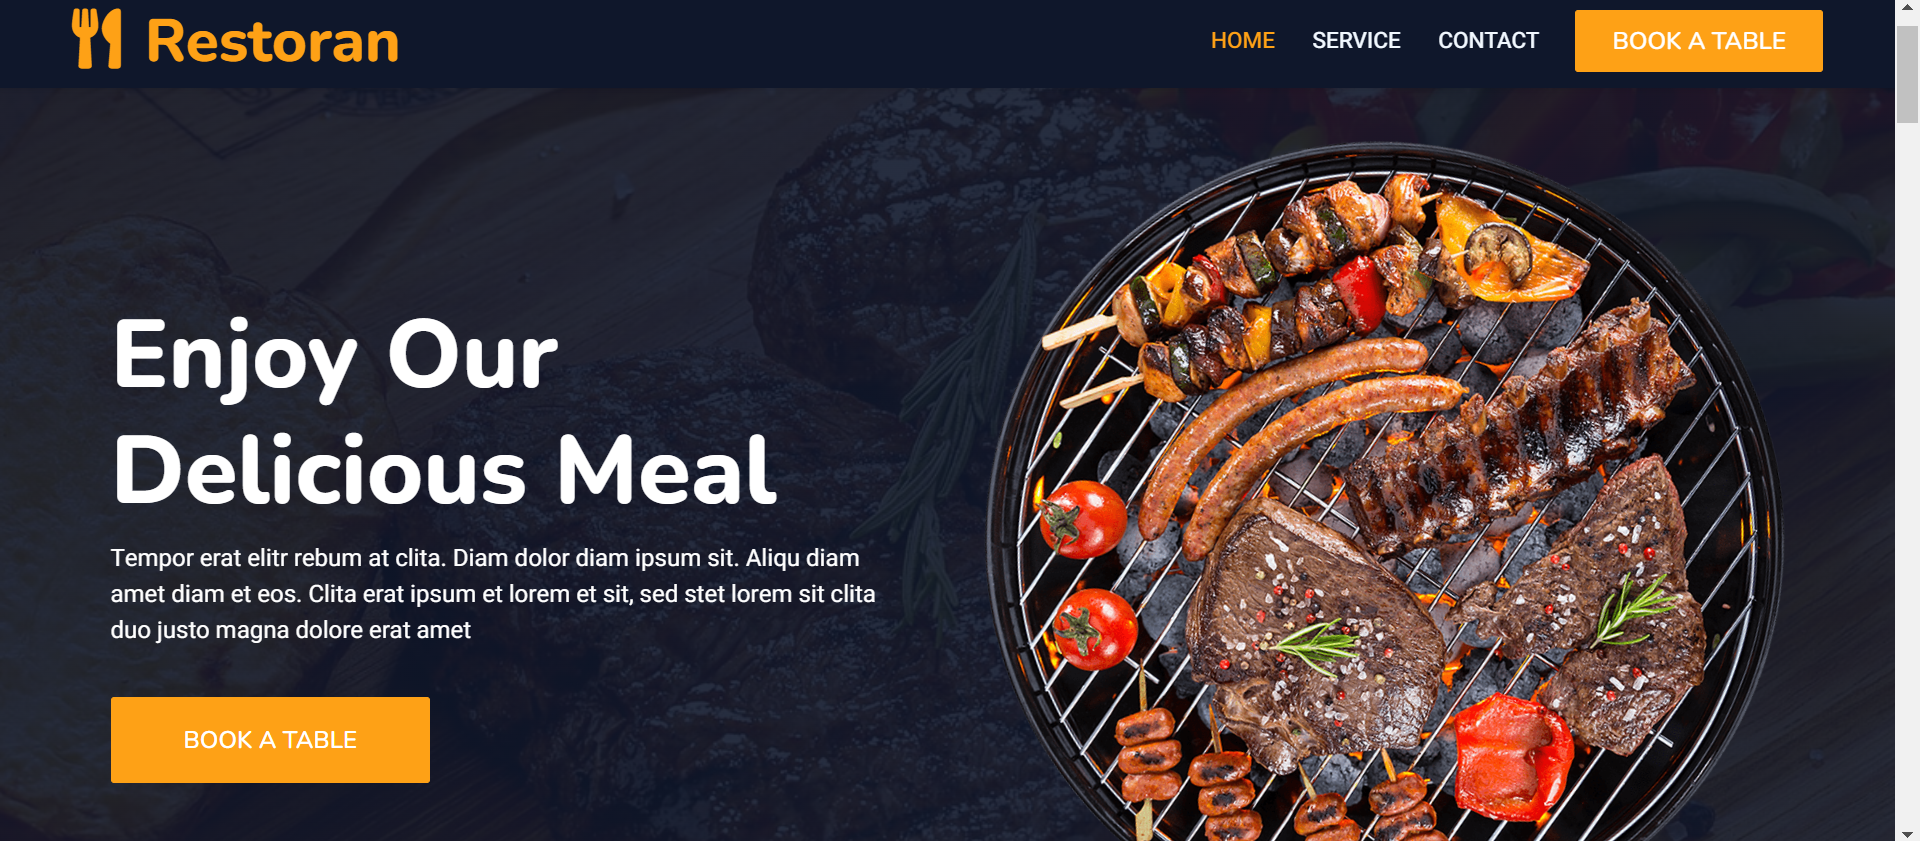 Restoran
HOME
SERVICE
CONTACT
BOOK A TABLE
Enjoy Our
Delicious Meal
Tempor erat elitr rebum at clita. Diam dolor diam ipsum sit. Aliqu diam
amet diam et eos. Clita erat ipsum et lorem et sit, sed stet lorem sit clita
duo justo magna dolore erat amet
BOOK A TABLE